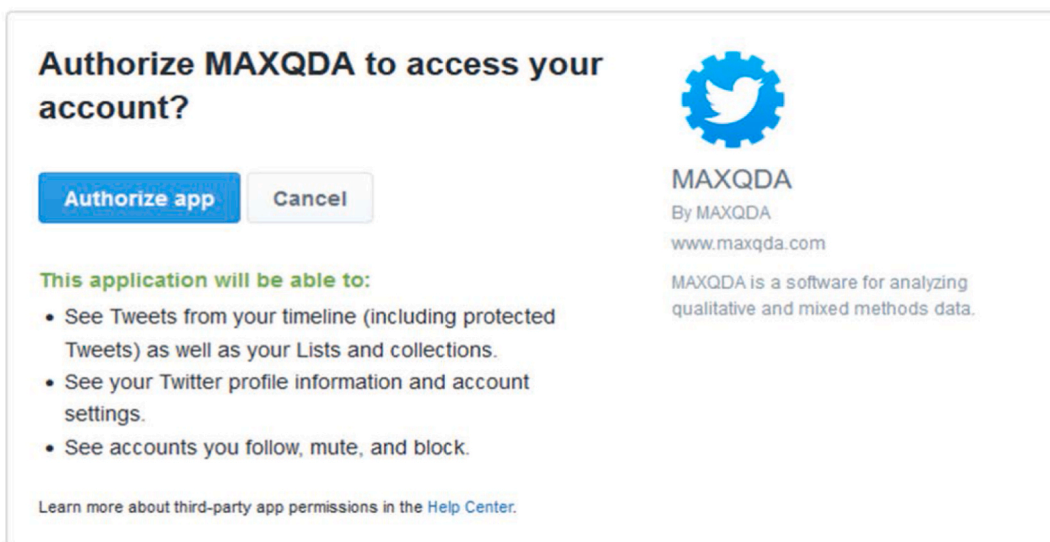 Authorize MAXQDA to access your
account?
Authorize app
Cancel
This application will be able to:
• See Tweets from your timeline (including protected
Tweets) as well as your Lists and collections.
• See your Twitter profile information and account
settings.
• See accounts you follow, mute, and block.
Learn more about third-party app permissions in the Help Center.
MAXQDA
By MAXQDA
www.maxqda.com
MAXQDA is a software for analyzing
qualitative and mixed methods data.